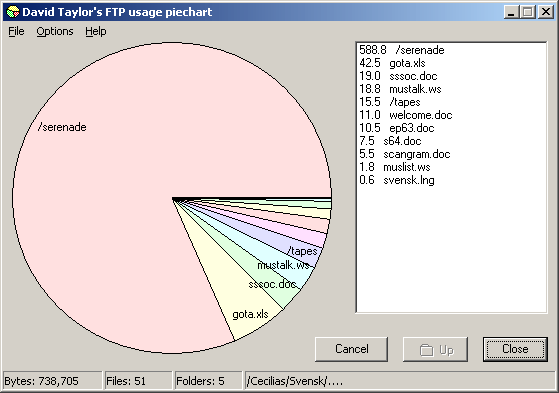 David Taylor's FTP usage piechart
File Options Help
/serenade
/tapes
mustalk.ws
sssoc.doc
gota.xls
588.8 /serenade
42.5 gota.xls
19.0 sssoc.doc
18.8 mustalk.ws
15.5 /tapes
11.0 welcome.doc
10.5 ep63.doc
7.5 s64.doc
5.5 scangram.doc
1.8 muslist.ws
0.6 svensk.lng
Cancel
Up
Close
Bytes: 738,705 Files: 51 Folders: 5 /Cecilias/Svensk/....